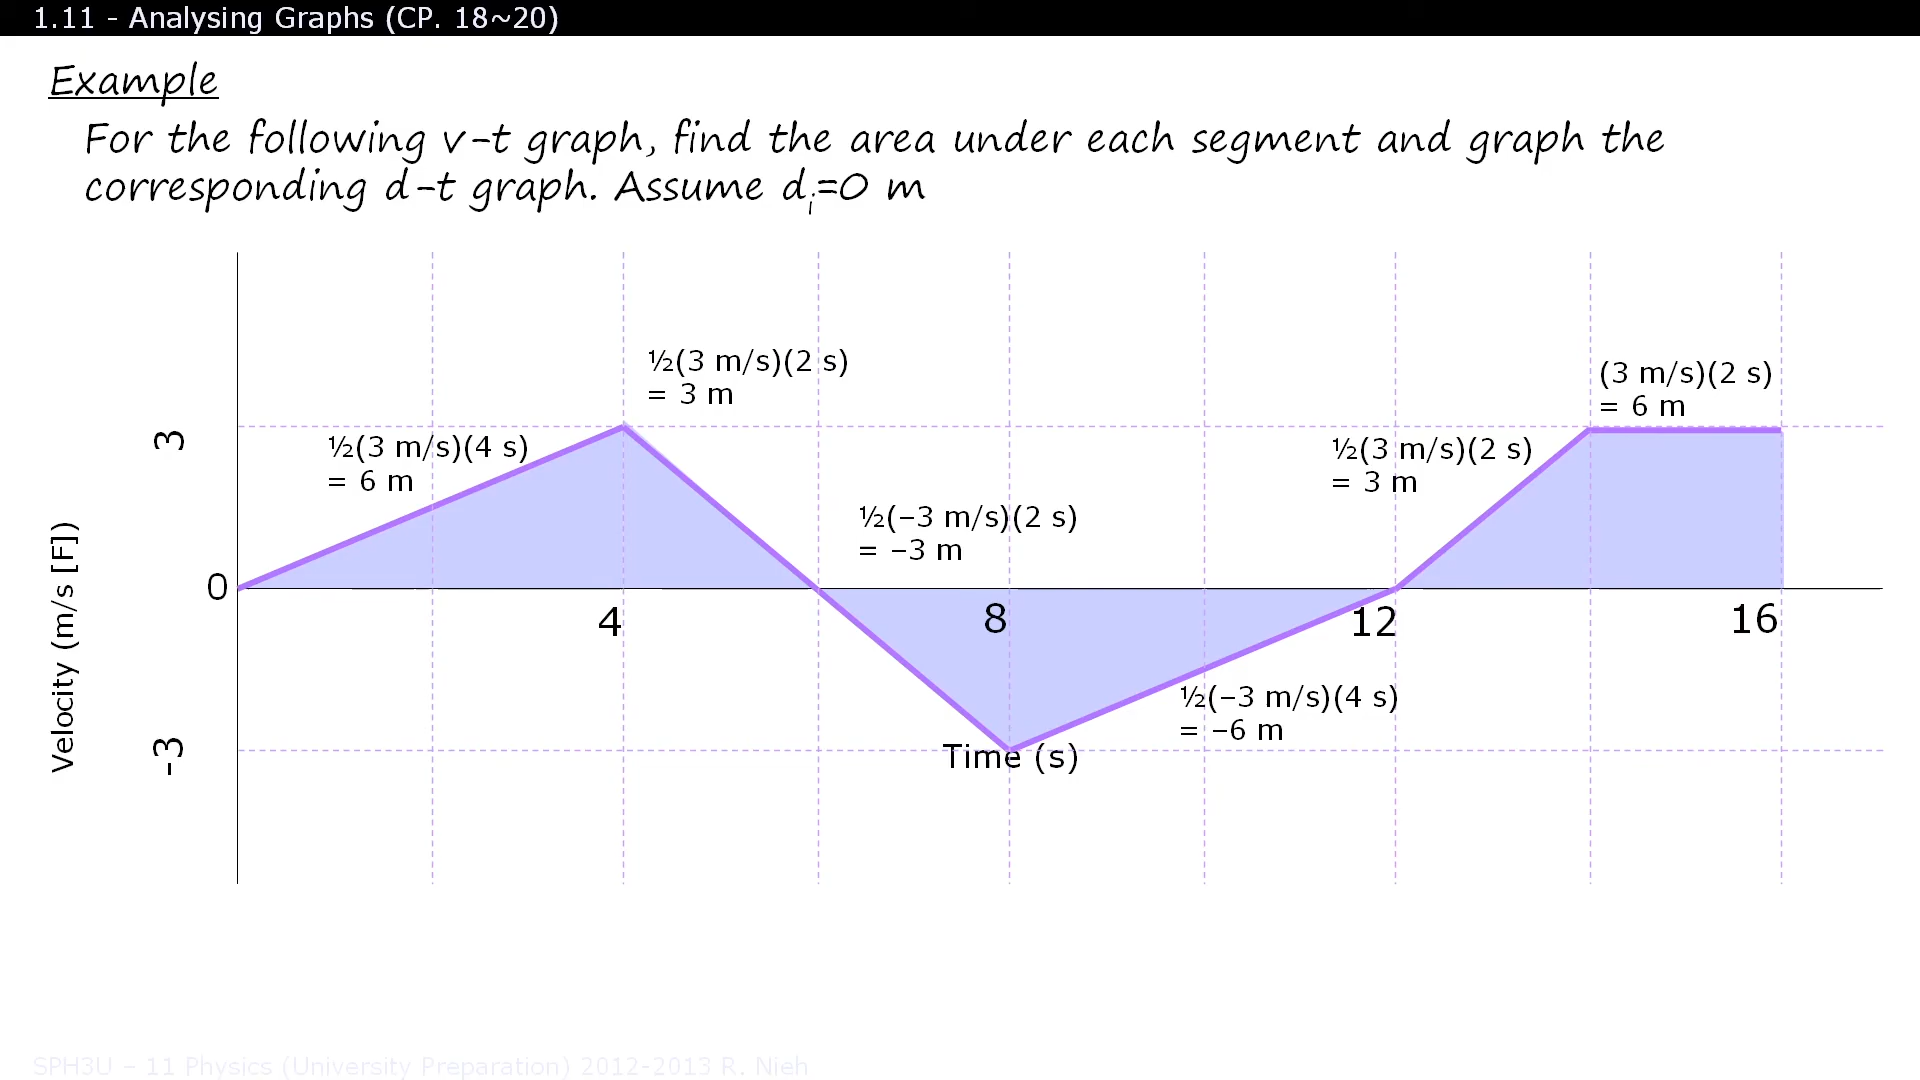 1.11 - Analysing Graphs (CP. 18~20)
Example
For the following v-t graph, find the area under each segment and graph the
corresponding d-t graph. Assume di=0 m
½(3 m/s)(2 s)
= 3 m
(3 m/s)(2 s)
= 6 m
3
½(3 m/s)(4 s)
= 6 m
½(3 m/s)(2 s)
= 3 m
½(–3 m/s)(2 s)
= –3 m
Velocity (m/s [F])
0
4
8
12
16
½(–3 m/s)(4 s)
= –6 m
-3
Time (s)
SPH3U – 11 Physics (University Preparation) 2012-2013 R. Nieh